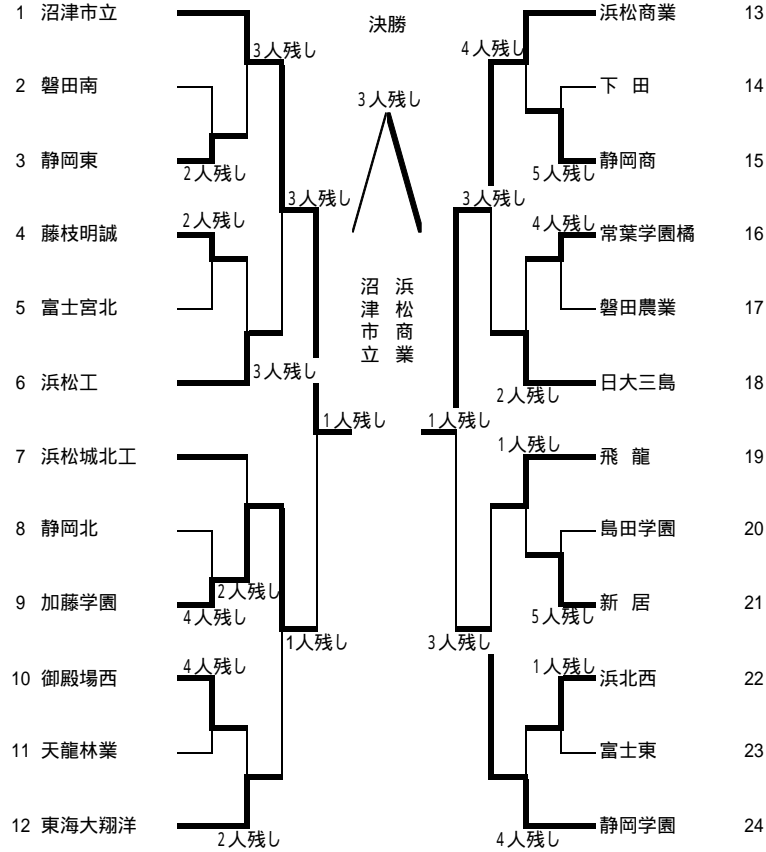 決勝
3人残し
沼津市立
浜松商業
1 沼津市立
3人残し
2 磐田南
3 静岡東
2人残し
3人残し
2人残し
4 藤枝明誠
5 富士宮北
6 浜松工
3人残し
1人残し
7 浜松城北工
8 静岡北
2人残し
9 加藤学園
4人残し
1人残し
4人残し
10 御殿場西
11 天龍林業
12 東海大翔洋
2人残し
浜松商業 13
4人残し
下 田 14
静岡商 15
5人残し
3人残し
4人残し
常葉学園橘 16
磐田農業 17
日大三島 18
2人残し
1人残し
1人残し
飛 龍 19
島田学園 20
新 居 21
5人残し
3人残し
1人残し
浜北西 22
富士東 23
静岡学園 24
4人残し